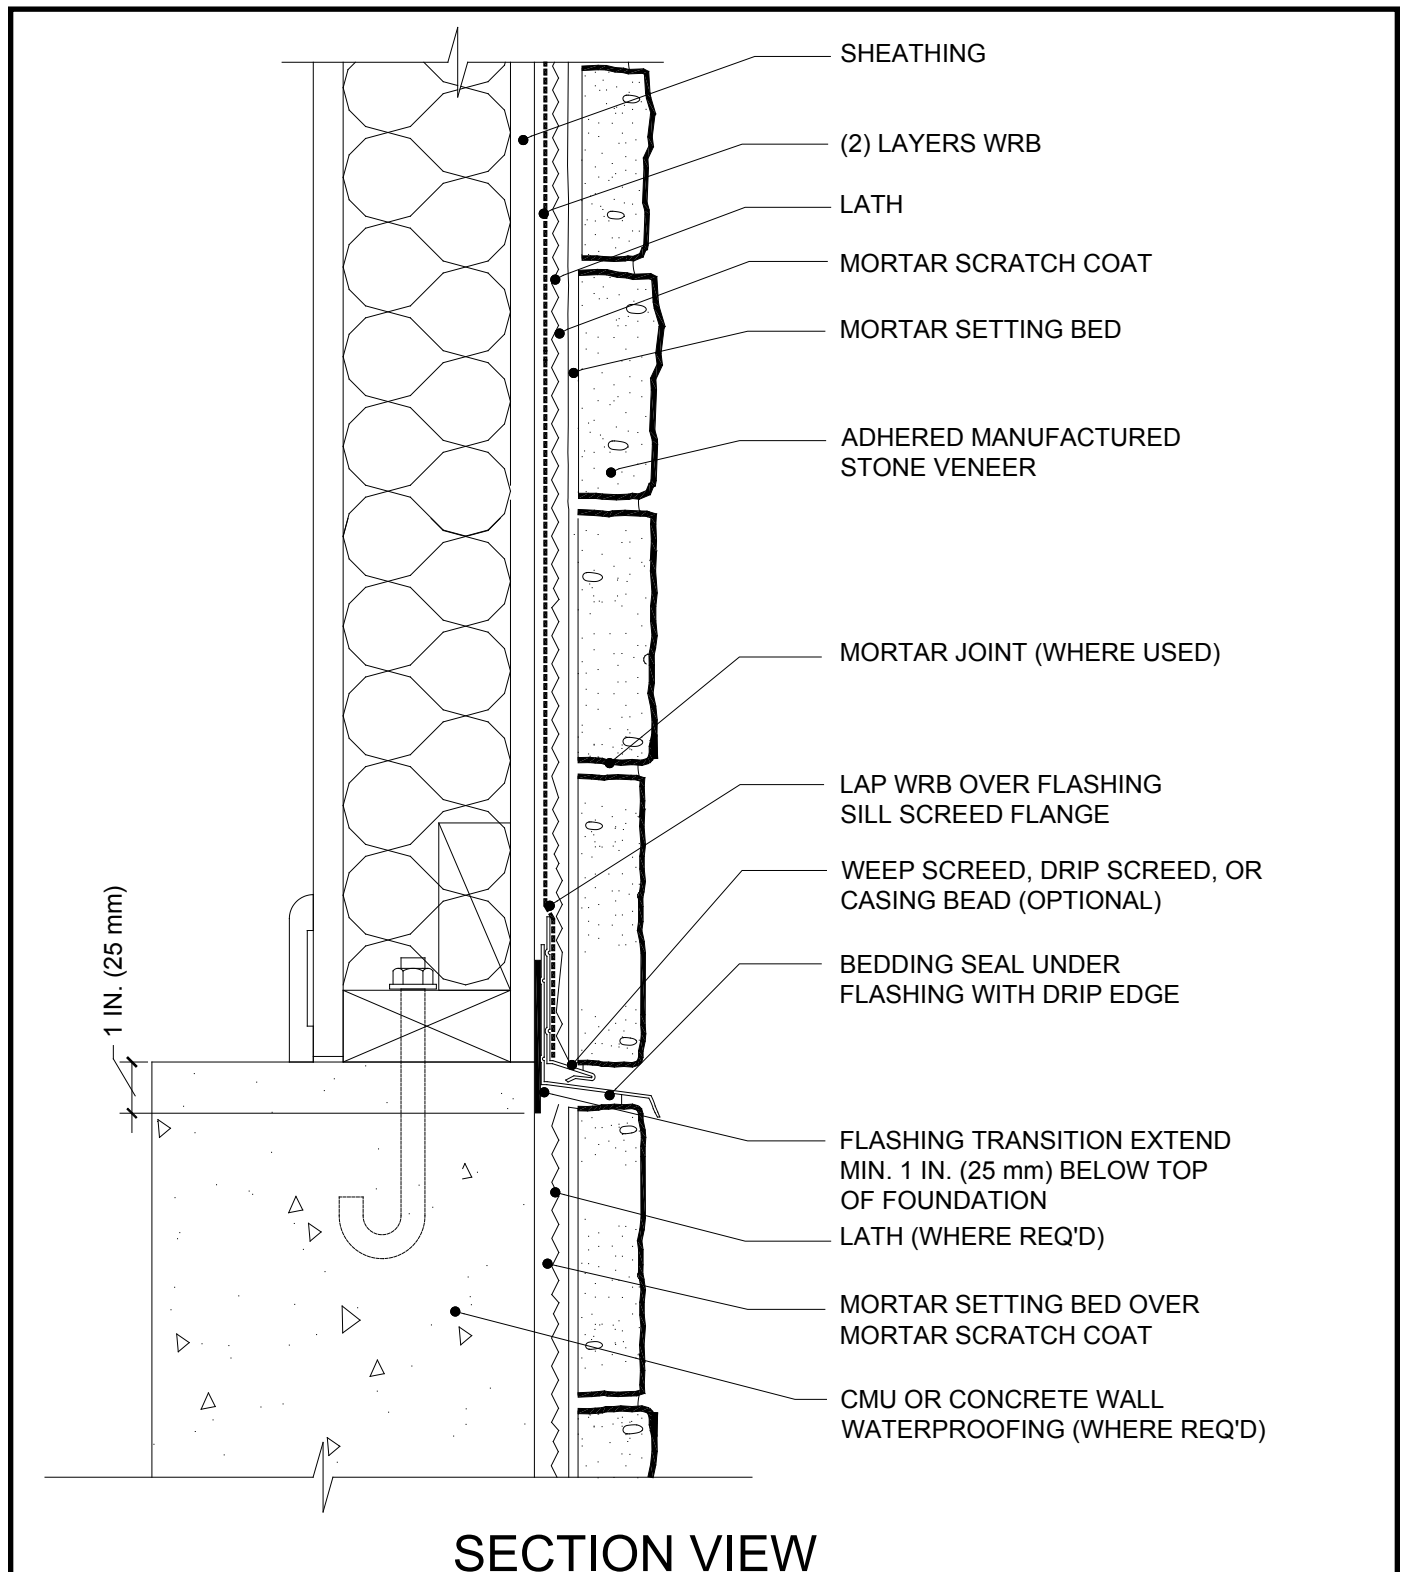 SHEATHING
(2) LAYERS WRB
LATH
MORTAR SCRATCH COAT
MORTAR SETTING BED
ADHERED MANUFACTURED
STONE VENEER
MORTAR JOINT (WHERE USED)
LAP WRB OVER FLASHING
SILL SCREED FLANGE
WEEP SCREED, DRIP SCREED, OR
CASING BEAD (OPTIONAL)
1 IN. (25 mm)
BEDDING SEAL UNDER
FLASHING WITH DRIP EDGE
FLASHING TRANSITION EXTEND
MIN. 1 IN. (25 mm) BELOW TOP
OF FOUNDATION
LATH (WHERE REQ'D)
MORTAR SETTING BED OVER
MORTAR SCRATCH COAT
CMU OR CONCRETE WALL
WATERPROOFING (WHERE REQ'D)
SECTION VIEW